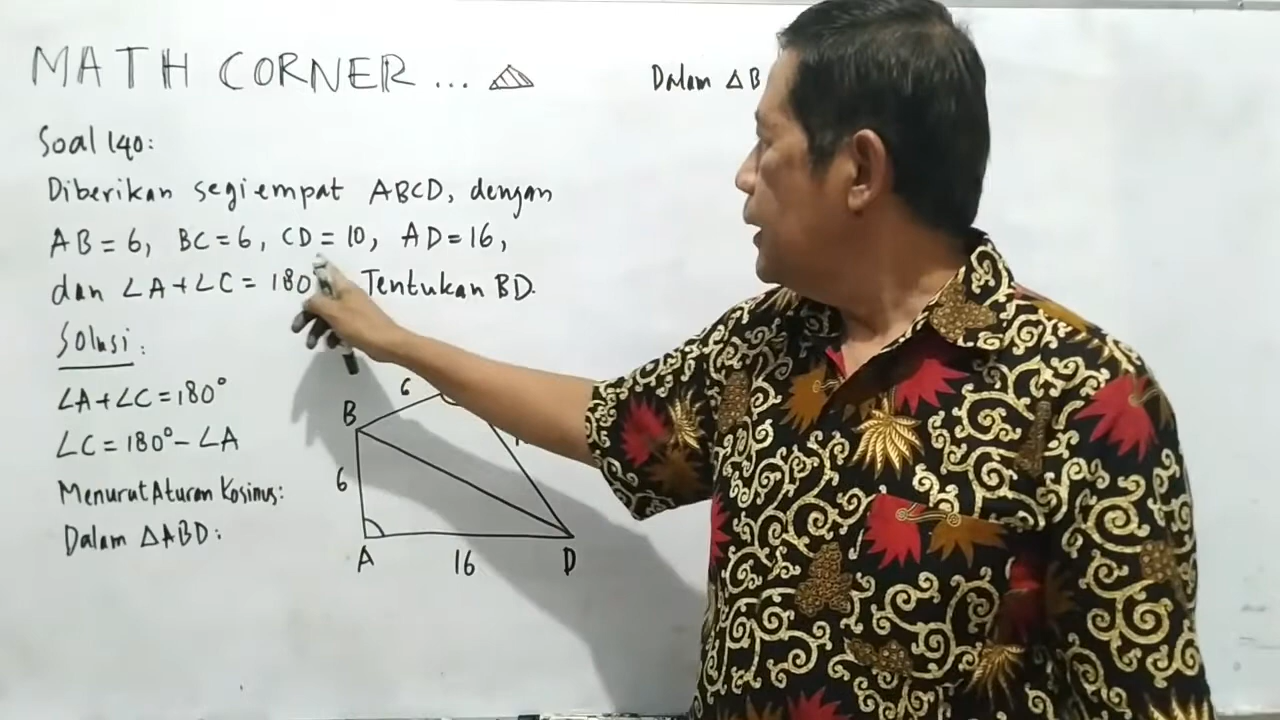 MATH CORNER ...
Soal 140:
Diberikan segiempat ABCD, dengan
AB = 6, BC = 6, CD = 10, AD = 16,
dan ∠A + ∠C = 180° Tentukan BD.
Solusi:
∠A + ∠C = 180°
∠C = 180° - ∠A
Menurut Aturan Kosinus:
Dalam △ABD:
B
6
6
A
16
D
Dalam △B